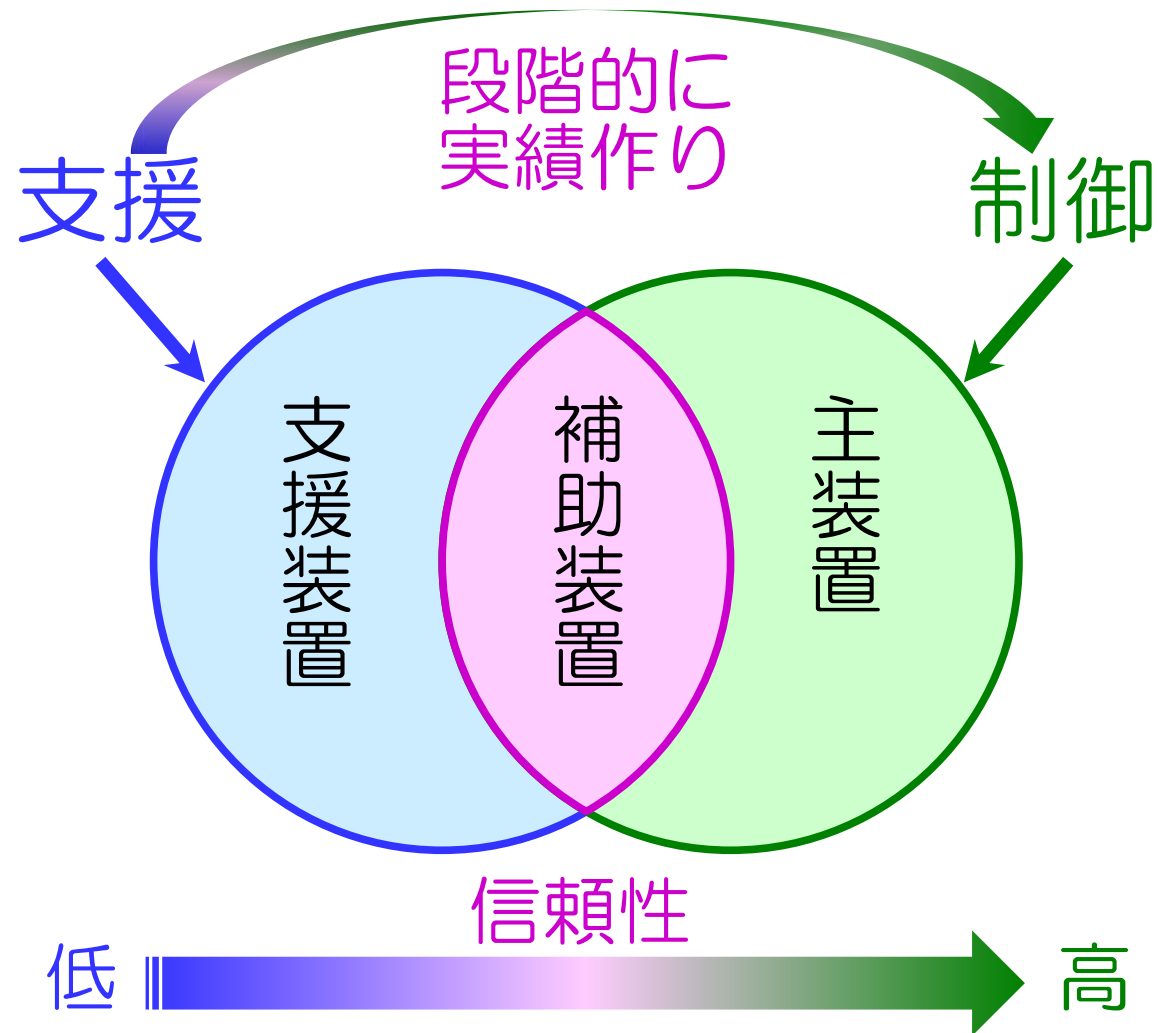 段階的に
実績作り
支援
制御
支援装置
補助装置
主装置
信頼性
低
高